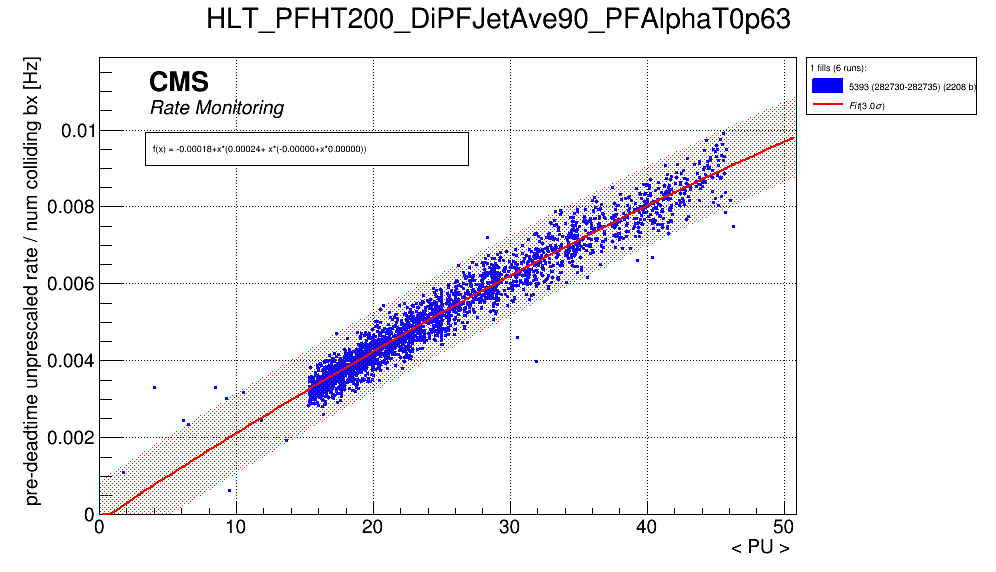 HLT_PFHT200_DiPFJetAve90_PFAlphaT0p63
CMS
Rate Monitoring
f(x) = -0.00018+x*(0.00024+ x*(-0.00000+x*0.00000))
1 fills (6 runs):
5393 (282730-282735) (2208 b)
Fit(3.0σ)
pre-deadtime unprescaled rate / num colliding bx [Hz]
0.01
0.008
0.006
0.004
0.002
0
0 10 20 30 40 50
< PU >